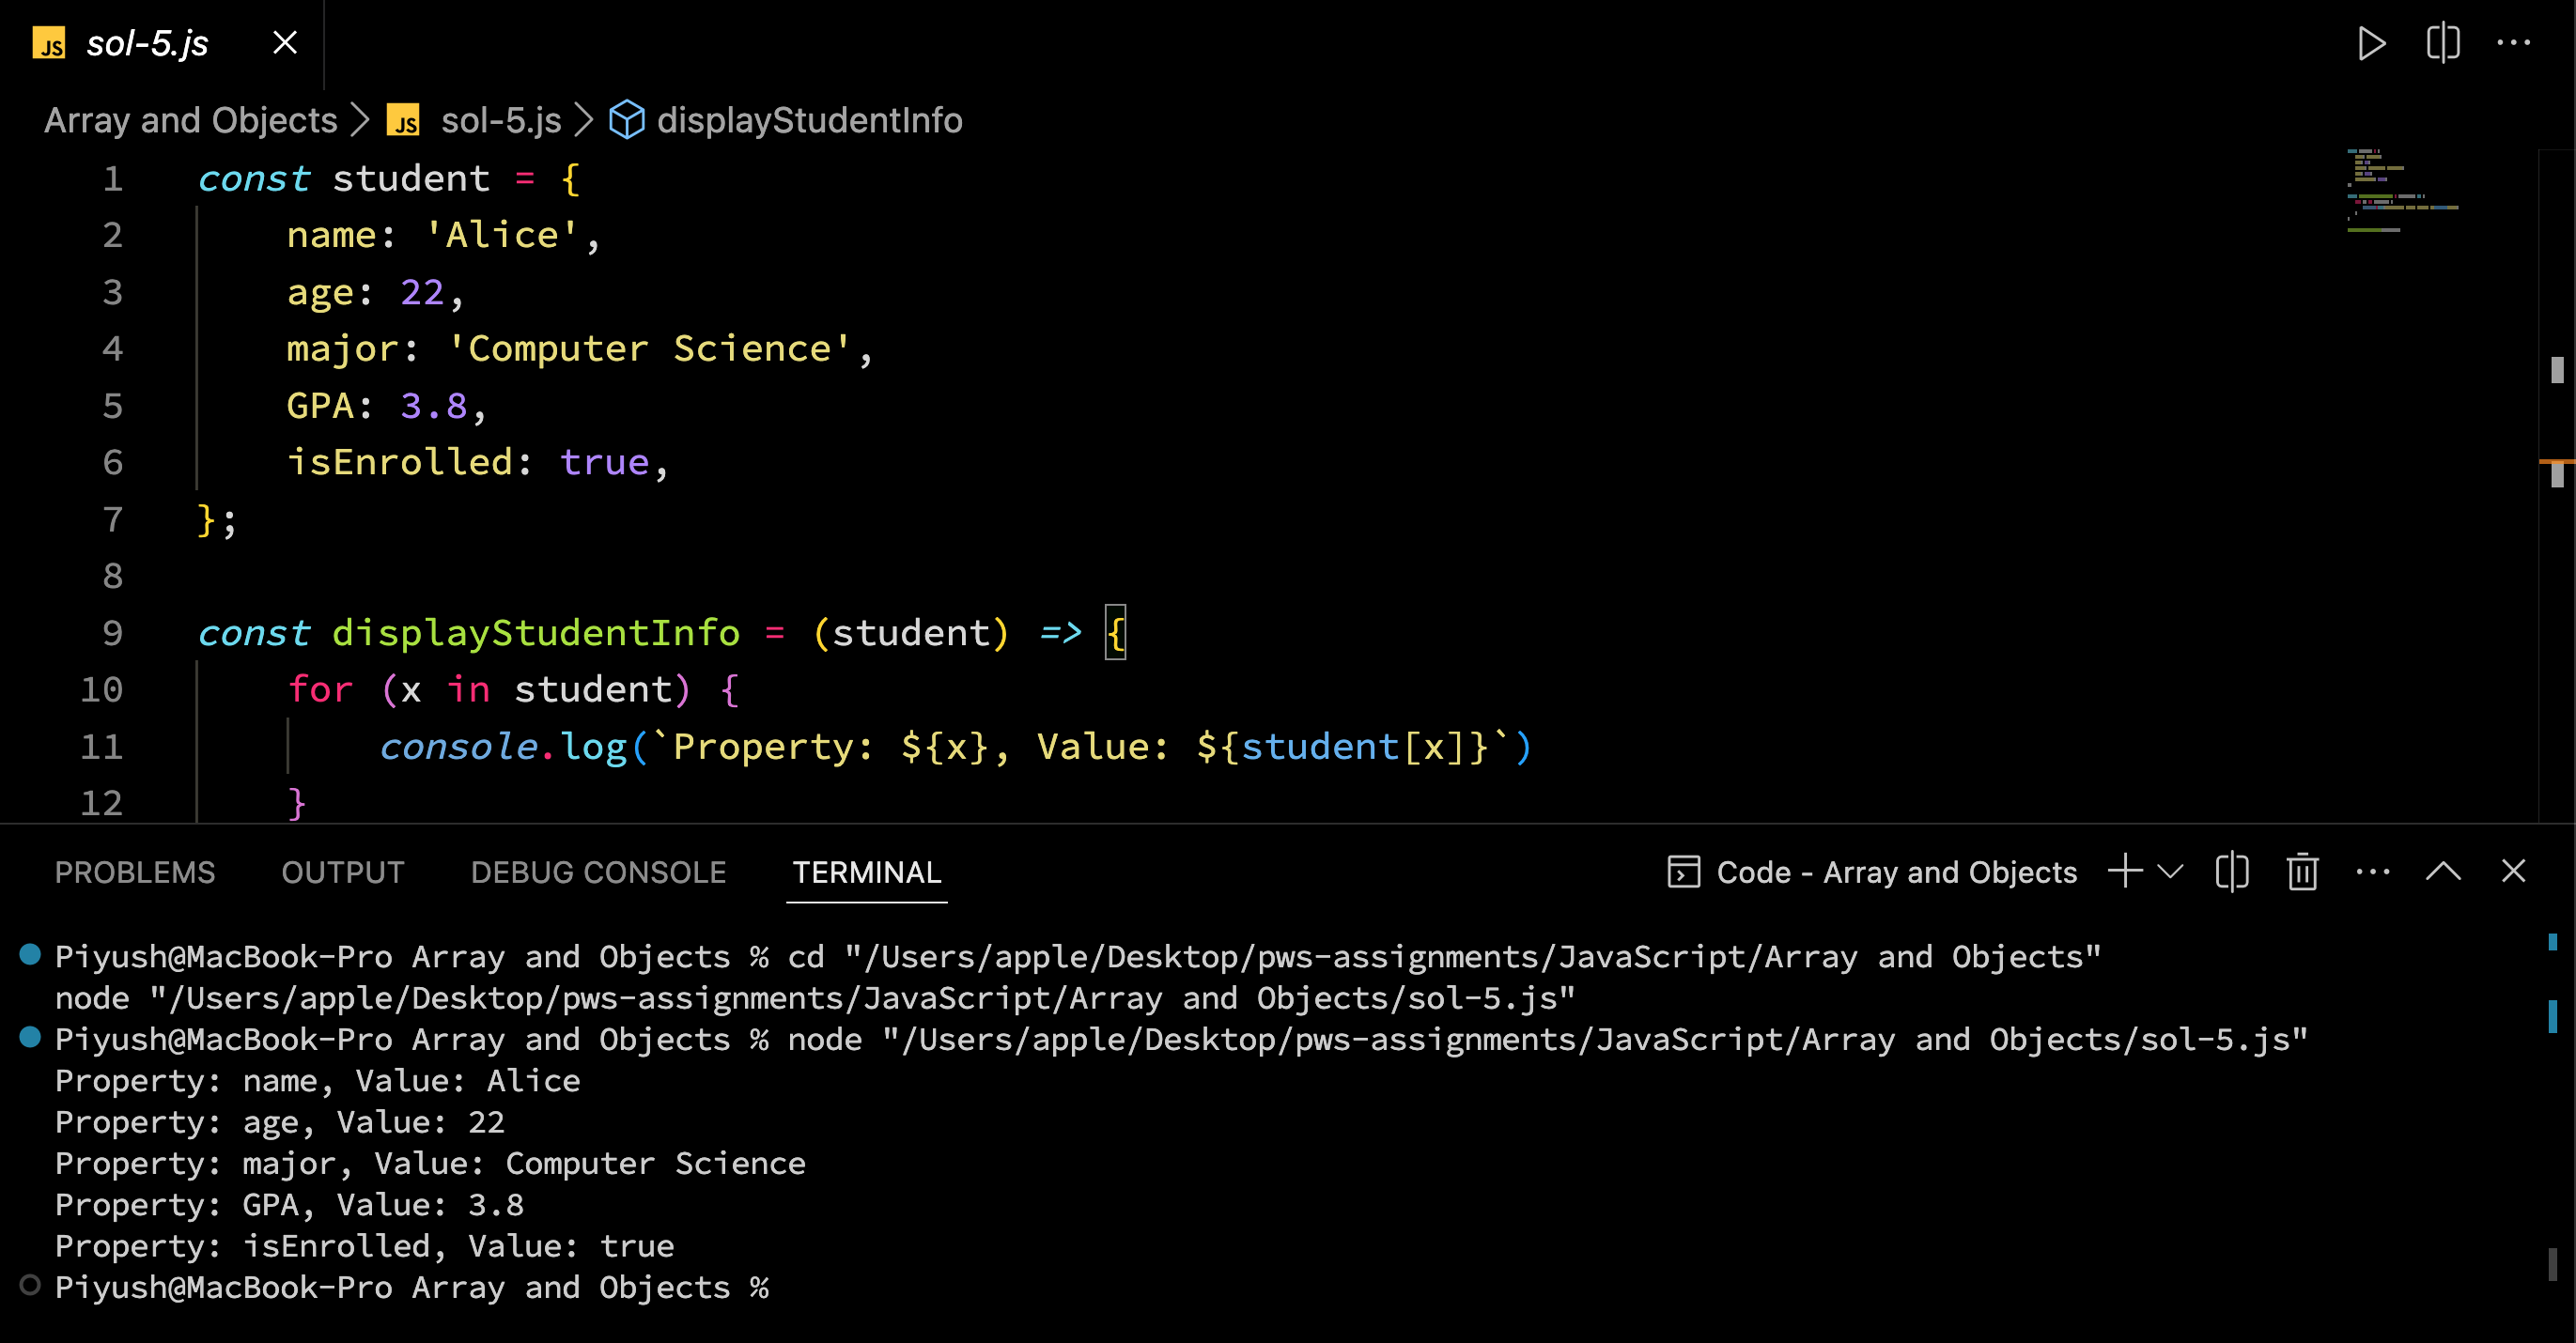 JS sol-5.js
Array and Objects > JS sol-5.js > displayStudentInfo
1 const student = {
2     name: 'Alice',
3     age: 22,
4     major: 'Computer Science',
5     GPA: 3.8,
6     isEnrolled: true,
7 };
8
9 const displayStudentInfo = (student) => {
10     for (x in student) {
11         console.log(`Property: ${x}, Value: ${student[x]}`)
12     }
PROBLEMS OUTPUT DEBUG CONSOLE TERMINAL Code - Array and Objects
Piyush@MacBook-Pro Array and Objects % cd "/Users/apple/Desktop/pws-assignments/JavaScript/Array and Objects"
node "/Users/apple/Desktop/pws-assignments/JavaScript/Array and Objects/sol-5.js"
Piyush@MacBook-Pro Array and Objects % node "/Users/apple/Desktop/pws-assignments/JavaScript/Array and Objects/sol-5.js"
Property: name, Value: Alice
Property: age, Value: 22
Property: major, Value: Computer Science
Property: GPA, Value: 3.8
Property: isEnrolled, Value: true
Piyush@MacBook-Pro Array and Objects %